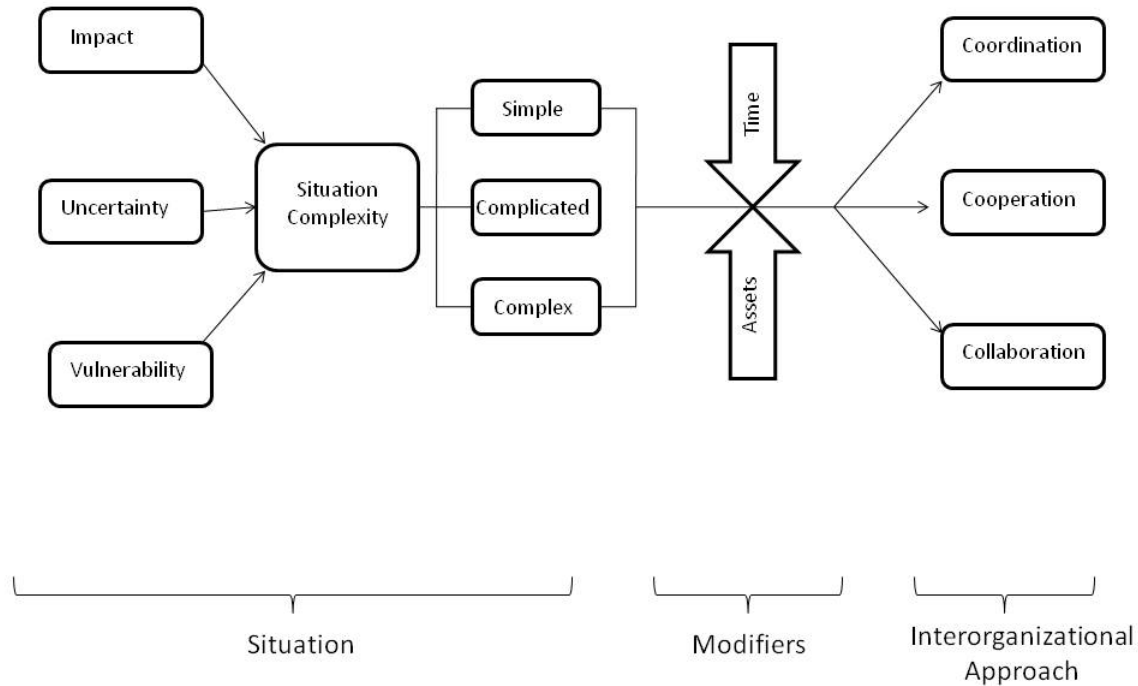 Impact
Uncertainty
Vulnerability
Situation
Complexity
Simple
Complicated
Complex
Time
Assets
Coordination
Cooperation
Collaboration
Situation
Modifiers
Interorganizational
Approach